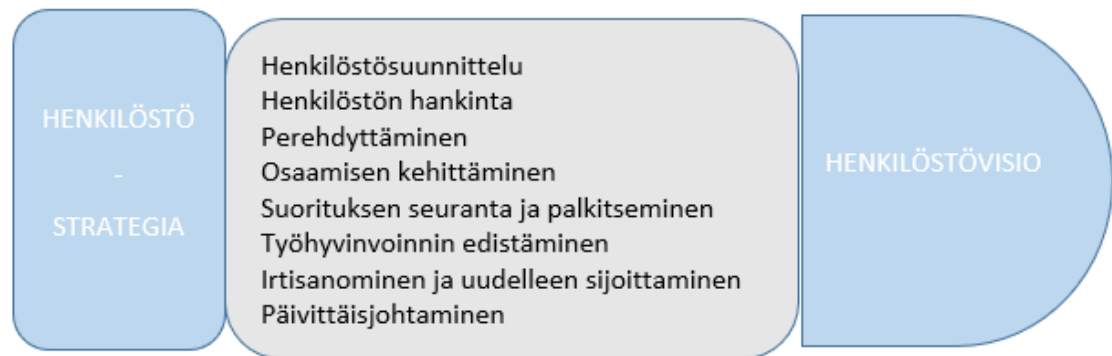 HENKILÖSTÖ
-
STRATEGIA
Henkilöstösuunnittelu
Henkilöstön hankinta
Perehdyttäminen
Osaamisen kehittäminen
Suorituksen seuranta ja palkitseminen
Työhyvinvoinnin edistäminen
Irtisanominen ja uudelleen sijoittaminen
Päivittäisjohtaminen
HENKILÖSTÖVISIO